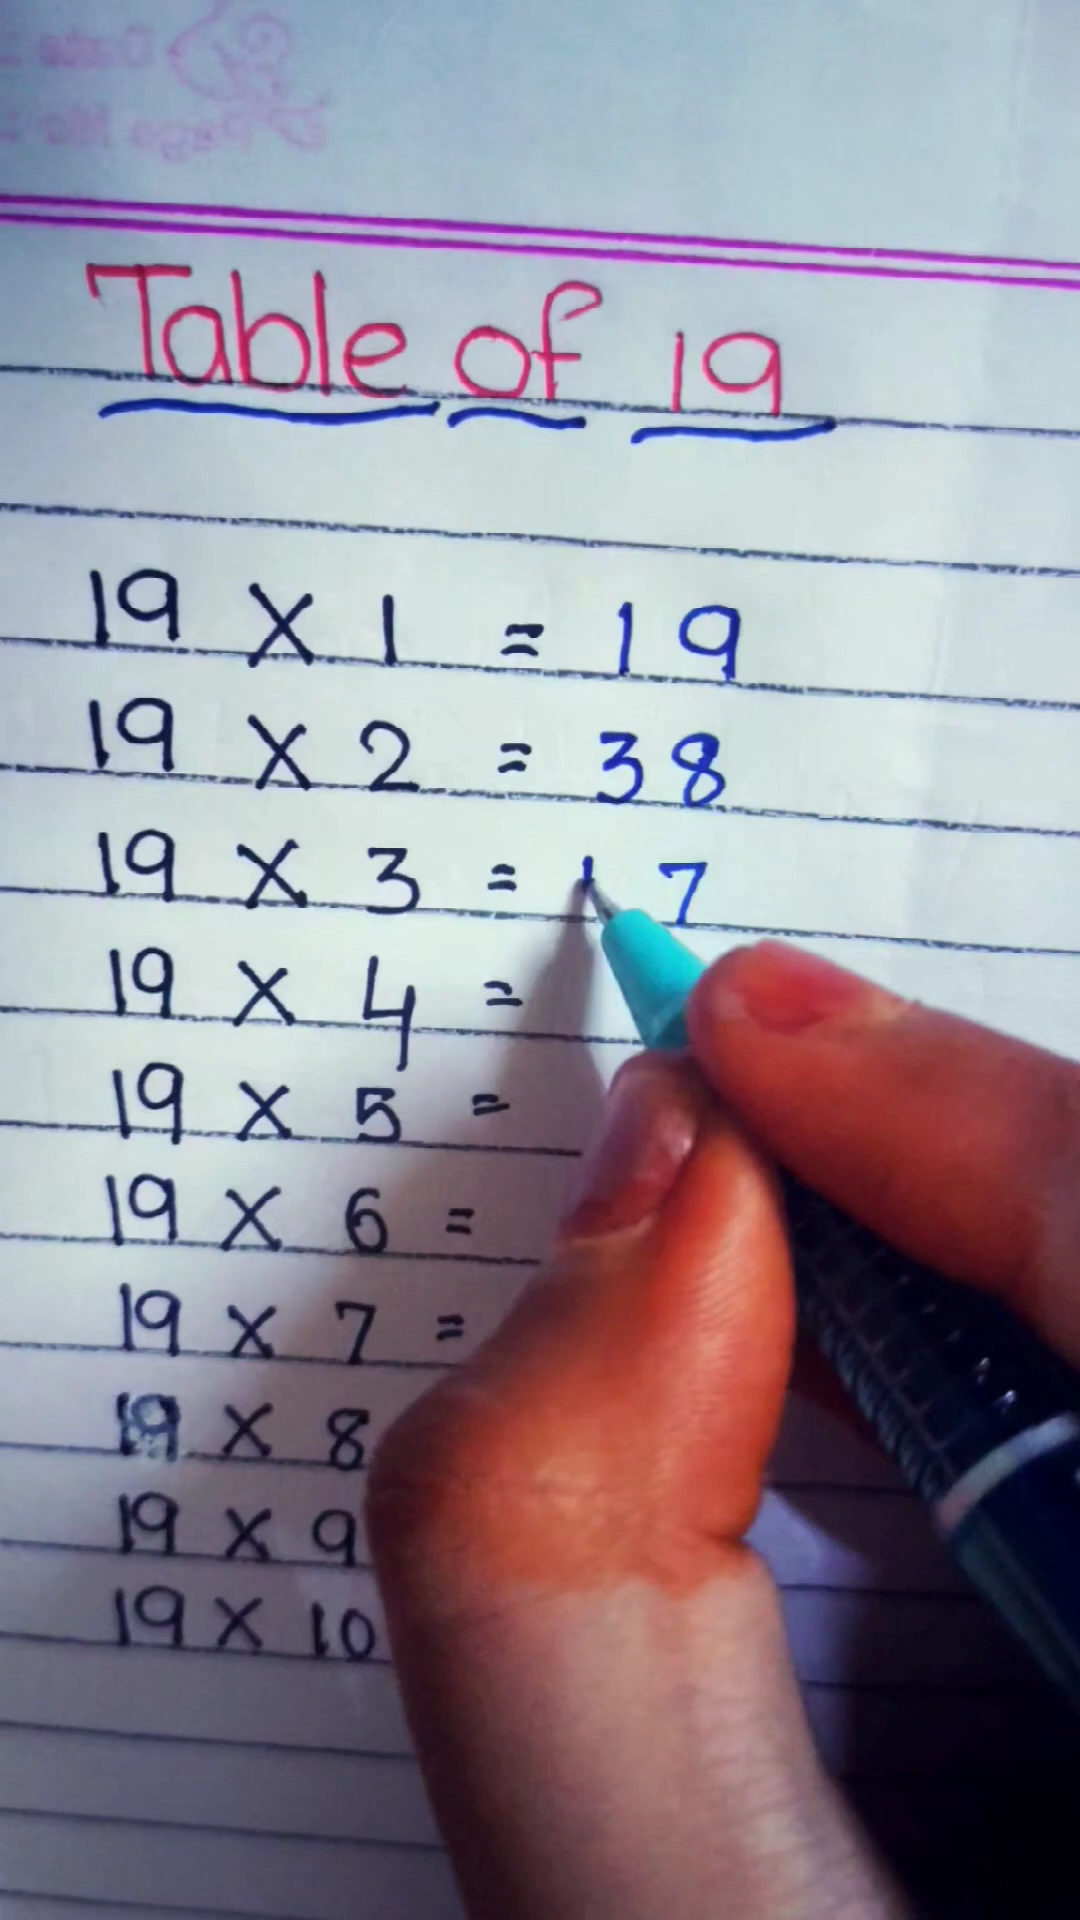 Table of 19
19 X 1 = 19
19 X 2 = 38
19 X 3 = 7
19 X 4 =
19 X 5 =
19 X 6 =
19 X 7 =
19 X 8
19 X 9
19 X 10